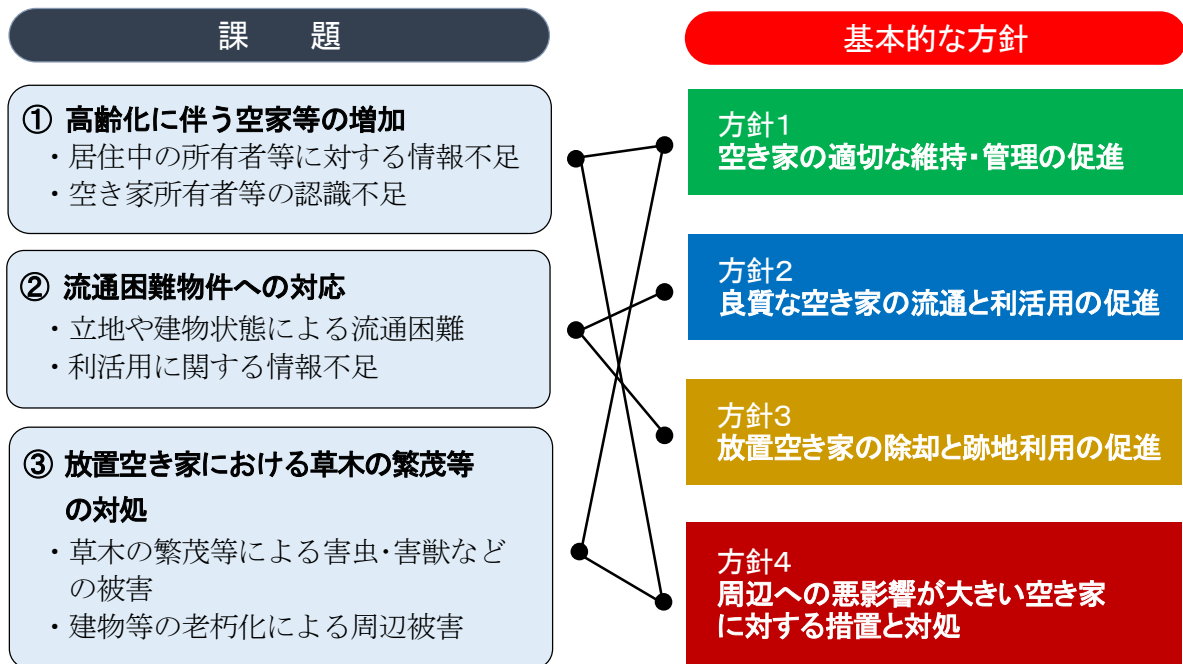 課　題
① 高齢化に伴う空家等の増加
・居住中の所有者等に対する情報不足
・空き家所有者等の認識不足
② 流通困難物件への対応
・立地や建物状態による流通困難
・利活用に関する情報不足
③ 放置空き家における草木の繁茂等
の対処
・草木の繁茂等による害虫・害獣など
の被害
・建物等の老朽化による周辺被害
基本的な方針
方針1
空き家の適切な維持・管理の促進
方針2
良質な空き家の流通と利活用の促進
方針3
放置空き家の除却と跡地利用の促進
方針4
周辺への悪影響が大きい空き家
に対する措置と対処